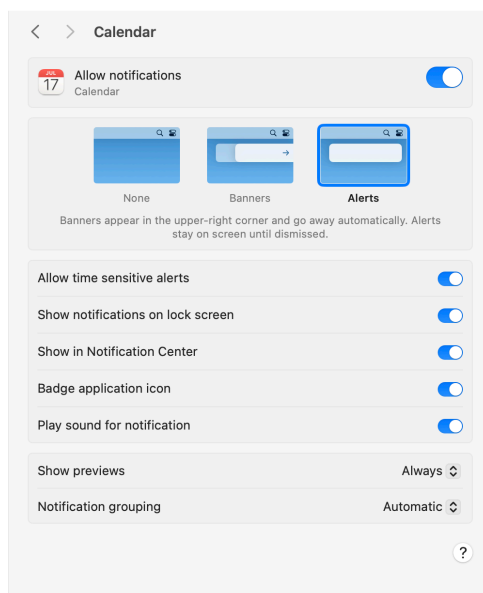 Calendar
JUL
17
Allow notifications
Calendar
None
Banners
Alerts
Banners appear in the upper-right corner and go away automatically. Alerts
stay on screen until dismissed.
Allow time sensitive alerts
Show notifications on lock screen
Show in Notification Center
Badge application icon
Play sound for notification
Show previews Always
Notification grouping Automatic
?